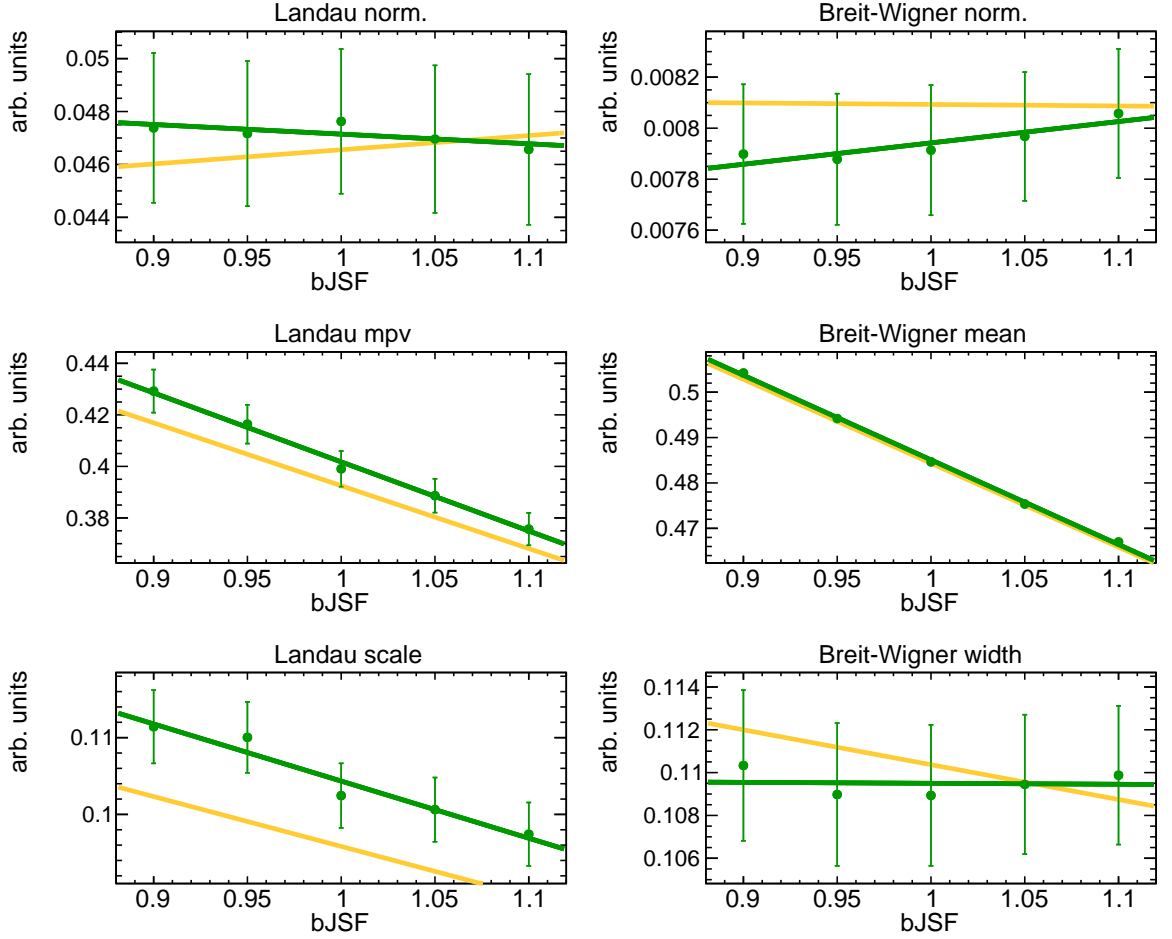 Landau norm.
arb. units
0.05
0.048
0.046
0.044
0.9 0.95 1 1.05 1.1
bJSF
Breit-Wigner norm.
arb. units
0.0082
0.008
0.0078
0.0076
0.9 0.95 1 1.05 1.1
bJSF
Landau mpv
arb. units
0.44
0.42
0.4
0.38
0.9 0.95 1 1.05 1.1
bJSF
Breit-Wigner mean
arb. units
0.5
0.49
0.48
0.47
0.9 0.95 1 1.05 1.1
bJSF
Landau scale
arb. units
0.11
0.1
0.9 0.95 1 1.05 1.1
bJSF
Breit-Wigner width
arb. units
0.114
0.112
0.11
0.108
0.106
0.9 0.95 1 1.05 1.1
bJSF